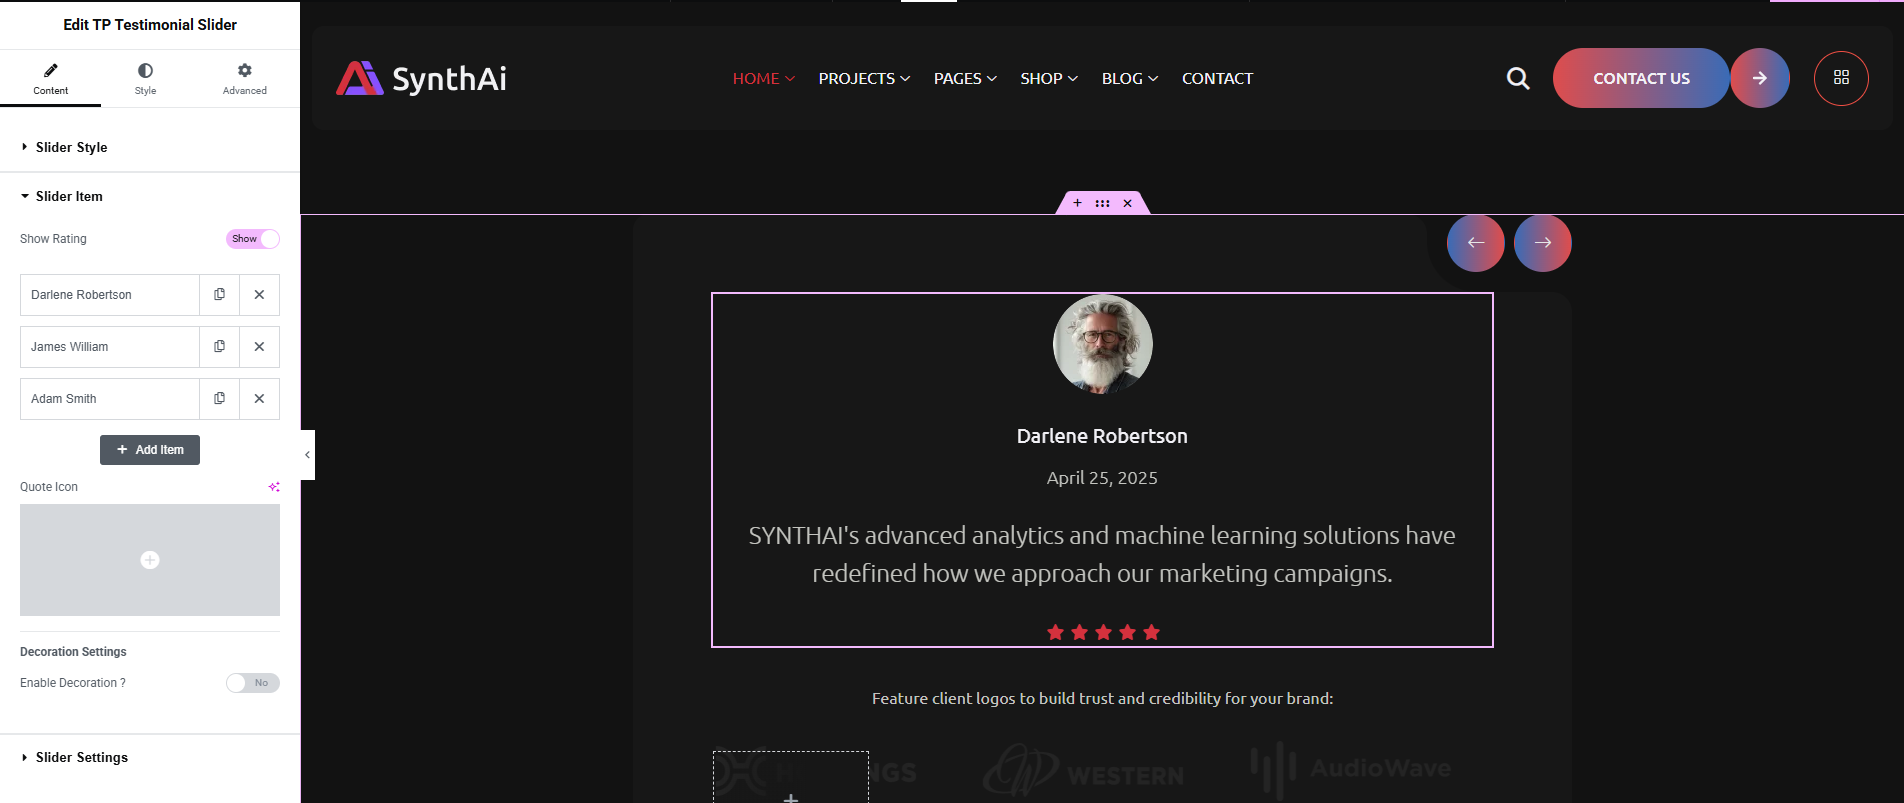 Edit TP Testimonial Slider
Content
Style
Advanced
Slider Style
Slider Item
Show Rating
Show
Darlene Robertson
James William
Adam Smith
Add Item
Quote Icon
Decoration Settings
Enable Decoration ?
No
Slider Settings
SynthAi
HOME
PROJECTS
PAGES
SHOP
BLOG
CONTACT
CONTACT US
Darlene Robertson
April 25, 2025
SYNTHAI's advanced analytics and machine learning solutions have
redefined how we approach our marketing campaigns.
Feature client logos to build trust and credibility for your brand:
WESTERN
AudioWave